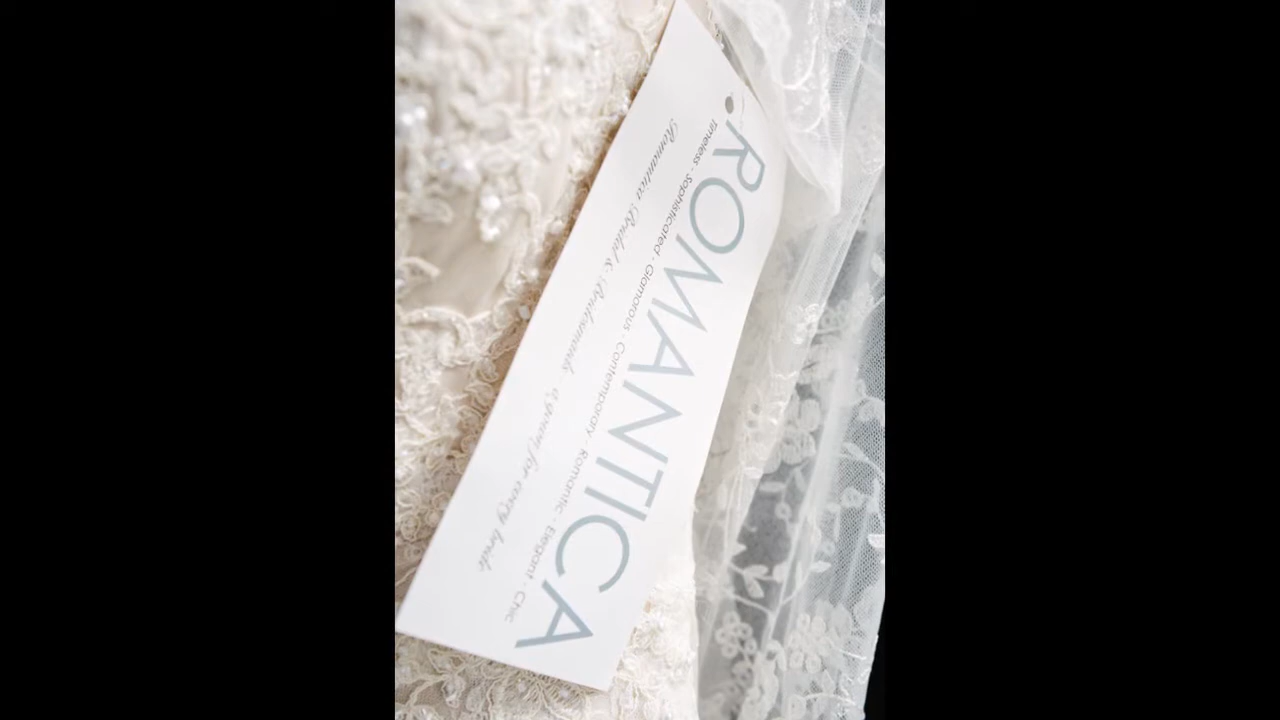 ROMANTICA
Timeless . Sophisticated . Glamorous . Contemporary . Romantic . Elegant . Chic
Romantica Bridal & Bridesmaids - a gown for every bride